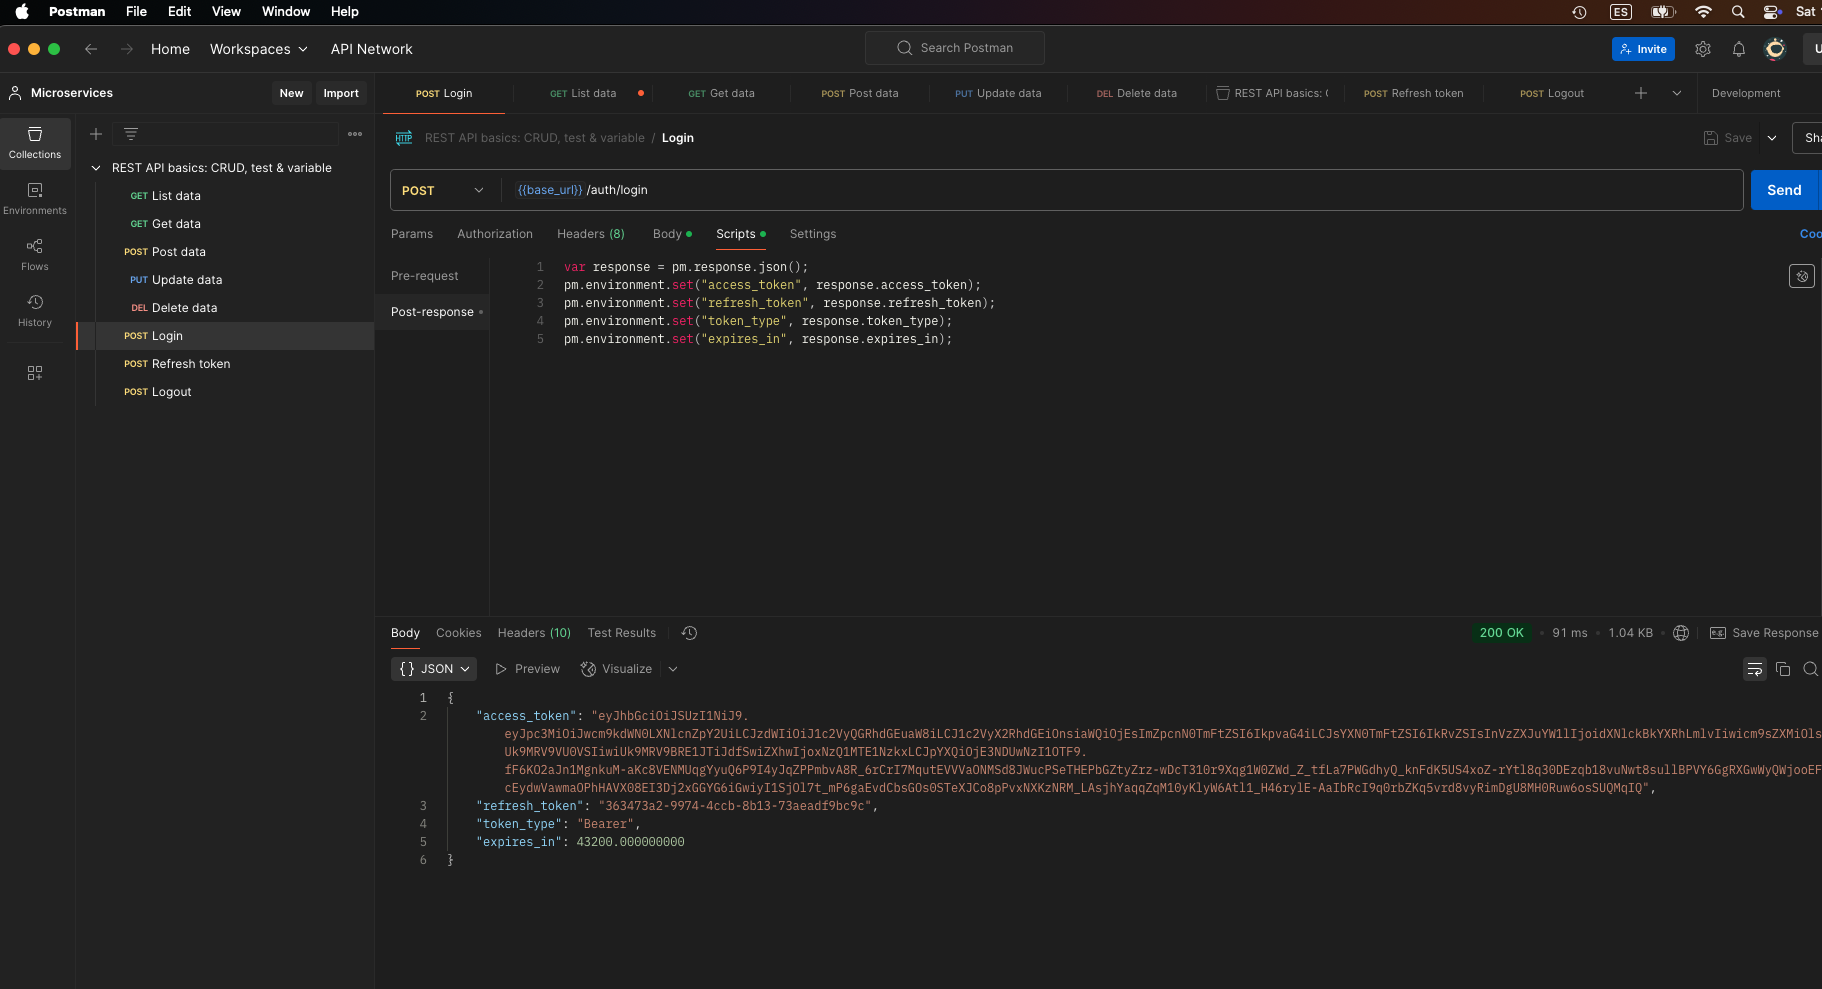 Postman File Edit View Window Help ES Sat
Home Workspaces API Network Search Postman Invite
Microservices New Import POST Login GET List data GET Get data POST Post data PUT Update data DEL Delete data REST API basics: POST Refresh token POST Logout Development
Collections
Environments
Flows
History
REST API basics: CRUD, test & variable
GET List data
GET Get data
POST Post data
PUT Update data
DEL Delete data
POST Login
POST Refresh token
POST Logout
HTTP REST API basics: CRUD, test & variable / Login Save Sha
POST {{base_url}} /auth/login Send
Params Authorization Headers (8) Body Scripts Settings Coo
Pre-request
Post-response
1 var response = pm.response.json();
2 pm.environment.set("access_token", response.access_token);
3 pm.environment.set("refresh_token", response.refresh_token);
4 pm.environment.set("token_type", response.token_type);
5 pm.environment.set("expires_in", response.expires_in);
Body Cookies Headers (10) Test Results 200 OK • 91 ms • 1.04 KB Save Response
{} JSON Preview Visualize
1 {
2 "access_token": "eyJhbGciOiJSUzI1NiJ9.
3 "refresh_token": "363473a2-9974-4ccb-8b13-73aeadf9bc9c",
4 "token_type": "Bearer",
5 "expires_in": 43200.000000000
6 }